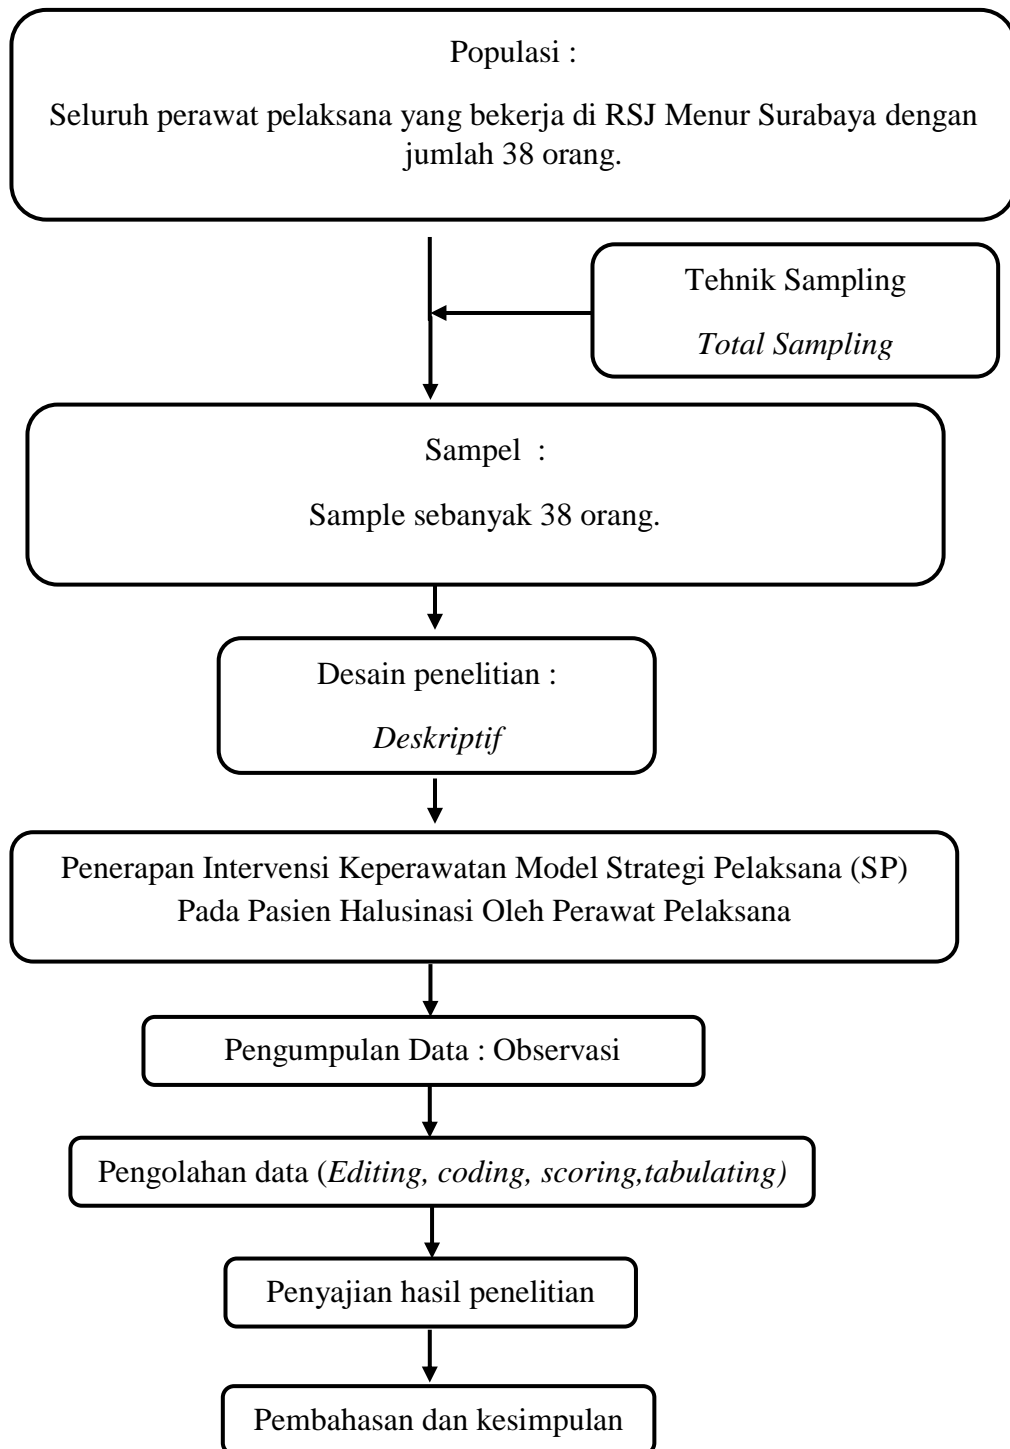 Populasi :
Seluruh perawat pelaksana yang bekerja di RSJ Menur Surabaya dengan
jumlah 38 orang.
Tehnik Sampling
Total Sampling
Sampel  :
Sample sebanyak 38 orang.
Desain penelitian :
Deskriptif
Penerapan Intervensi Keperawatan Model Strategi Pelaksana (SP)
Pada Pasien Halusinasi Oleh Perawat Pelaksana
Pengumpulan Data : Observasi
Pengolahan data (Editing, coding, scoring,tabulating)
Penyajian hasil penelitian
Pembahasan dan kesimpulan